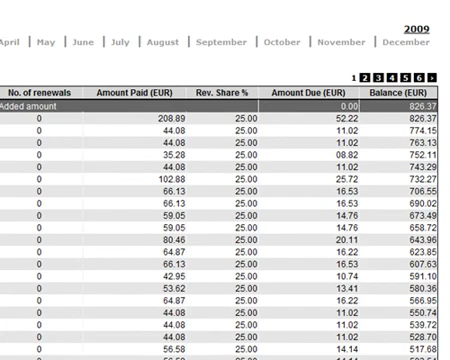 2009
April | May | June | July | August | September | October | November | December
1 2 3 4 5 6 >
No. of renewals Amount Paid (EUR) Rev. Share % Amount Due (EUR) Balance (EUR)
Added amount 0.00 826.37
0 208.89 25.00 52.22 826.37
0 44.08 25.00 11.02 774.15
0 44.08 25.00 11.02 763.13
0 35.28 25.00 08.82 752.11
0 44.08 25.00 11.02 743.29
0 102.88 25.00 25.72 732.27
0 66.13 25.00 16.53 706.55
0 66.13 25.00 16.53 690.02
0 59.05 25.00 14.76 673.49
0 59.05 25.00 14.76 658.72
0 80.46 25.00 20.11 643.96
0 64.87 25.00 16.22 623.85
0 66.13 25.00 16.53 607.63
0 42.95 25.00 10.74 591.10
0 53.62 25.00 13.41 580.36
0 64.87 25.00 16.22 566.95
0 44.08 25.00 11.02 550.74
0 44.08 25.00 11.02 539.72
0 44.08 25.00 11.02 528.70
0 56.58 25.00 14.14 517.68